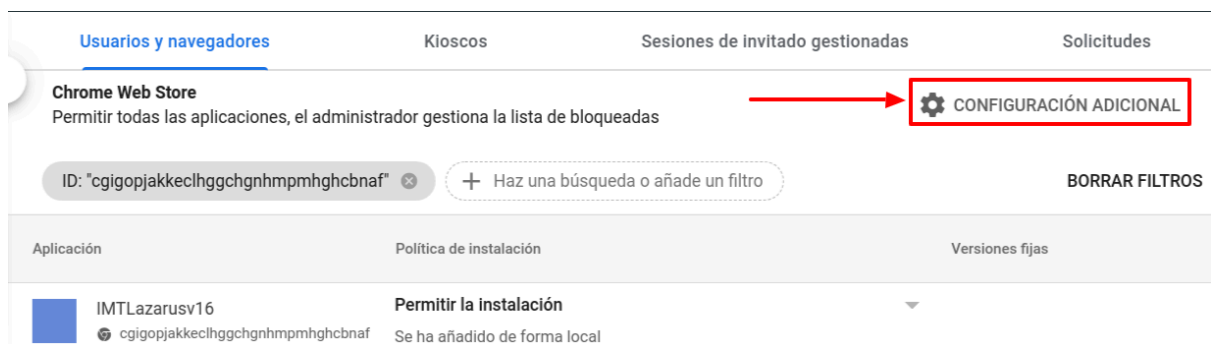 Usuarios y navegadores Kioscos Sesiones de invitado gestionadas Solicitudes
Chrome Web Store
Permitir todas las aplicaciones, el administrador gestiona la lista de bloqueadas
CONFIGURACIÓN ADICIONAL
ID: "cgigopjakkeclhggchgnhmpmhghcbnaf" + Haz una búsqueda o añade un filtro BORRAR FILTROS
Aplicación Política de instalación Versiones fijas
IMTLazarusv16 Permitir la instalación
cgigopjakkeclhggchgnhmpmhghcbnaf Se ha añadido de forma local